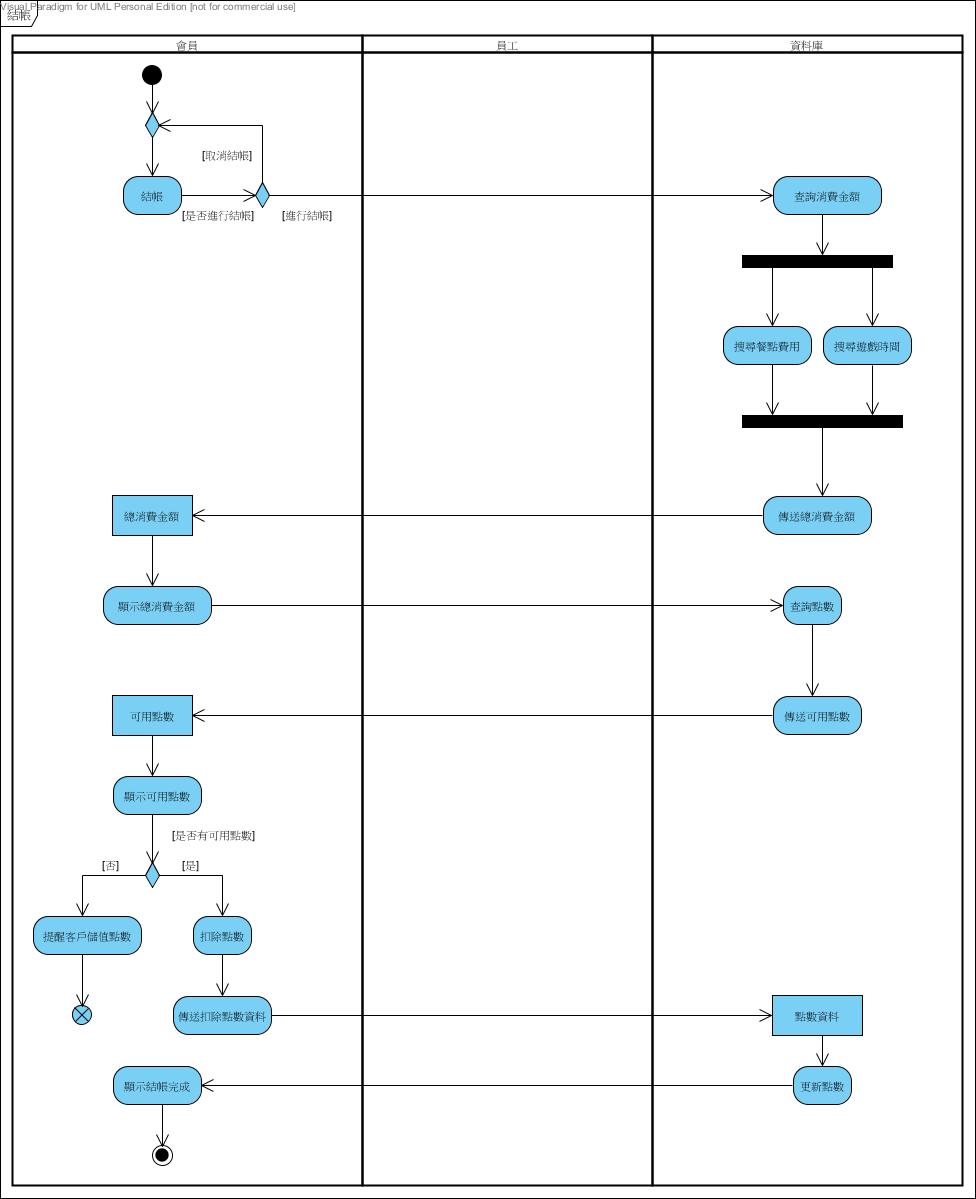 Visual Paradigm for UML Personal Edition [not for commercial use]
結帳
會員
員工
資料庫
[取消結帳]
結帳
查詢消費金額
[是否進行結帳]
[進行結帳]
搜尋餐點費用
搜尋遊戲時間
總消費金額
傳送總消費金額
顯示總消費金額
查詢點數
可用點數
傳送可用點數
顯示可用點數
[是否有可用點數]
[否]
[是]
提醒客戶儲值點數
扣除點數
傳送扣除點數資料
點數資料
顯示結帳完成
更新點數